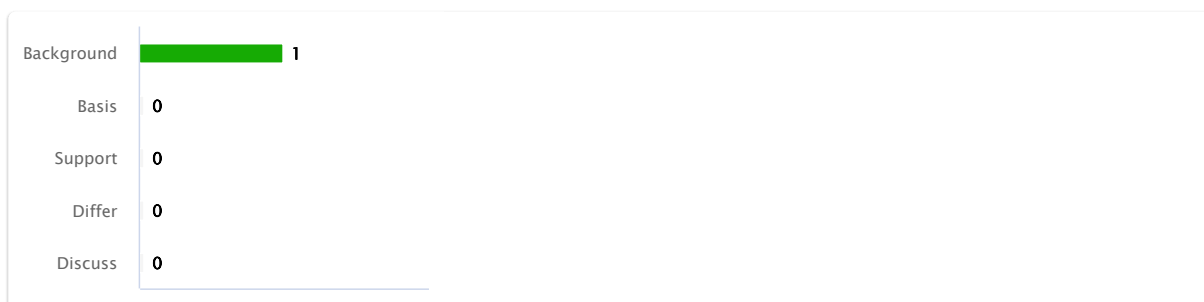 Background 1
Basis 0
Support 0
Differ 0
Discuss 0